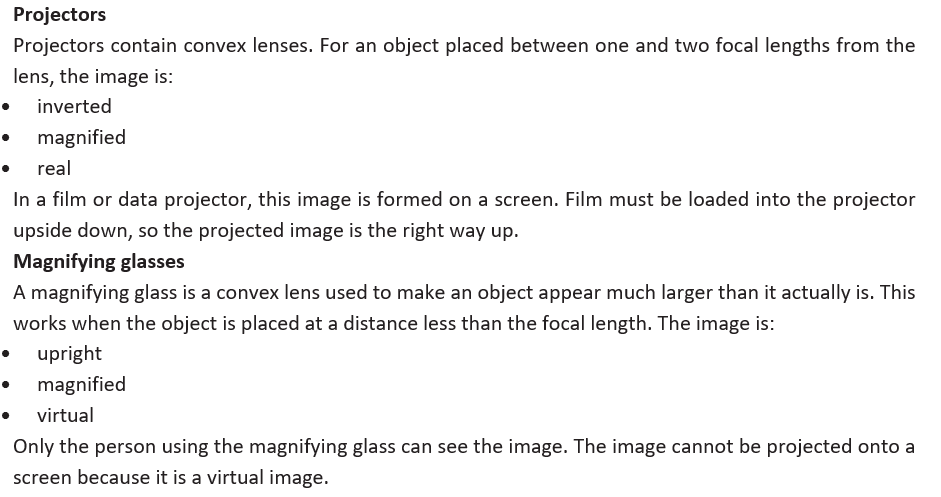 Projectors
Projectors contain convex lenses. For an object placed between one and two focal lengths from the
lens, the image is:
• inverted
• magnified
• real
In a film or data projector, this image is formed on a screen. Film must be loaded into the projector
upside down, so the projected image is the right way up.
Magnifying glasses
A magnifying glass is a convex lens used to make an object appear much larger than it actually is. This
works when the object is placed at a distance less than the focal length. The image is:
• upright
• magnified
• virtual
Only the person using the magnifying glass can see the image. The image cannot be projected onto a
screen because it is a virtual image.